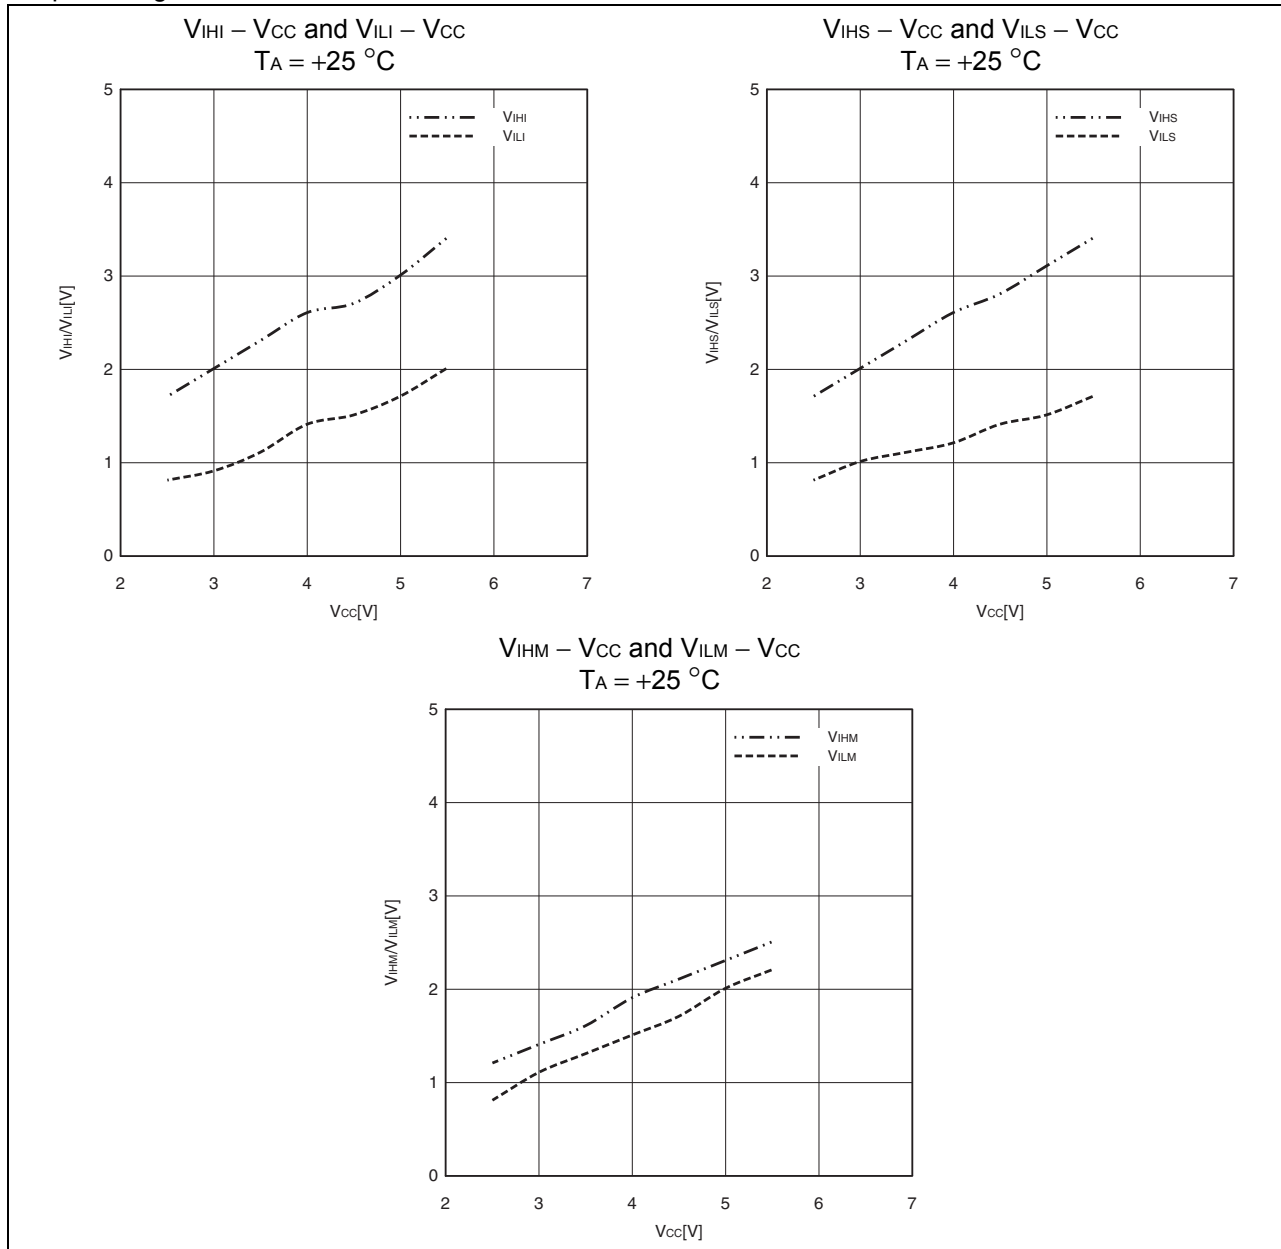 VIHI – VCC and VILI – VCC
TA = +25 °C
5
4
3
2
1
0
VIHI
VILI
VIHI/VILI[V]
2 3 4 5 6 7
VCC[V]
VIHS – VCC and VILS – VCC
TA = +25 °C
5
4
3
2
1
0
VIHS
VILS
VIHS/VILS[V]
2 3 4 5 6 7
VCC[V]
VIHM – VCC and VILM – VCC
TA = +25 °C
5
4
3
2
1
0
VIHM
VILM
VIHM/VILM[V]
2 3 4 5 6 7
VCC[V]